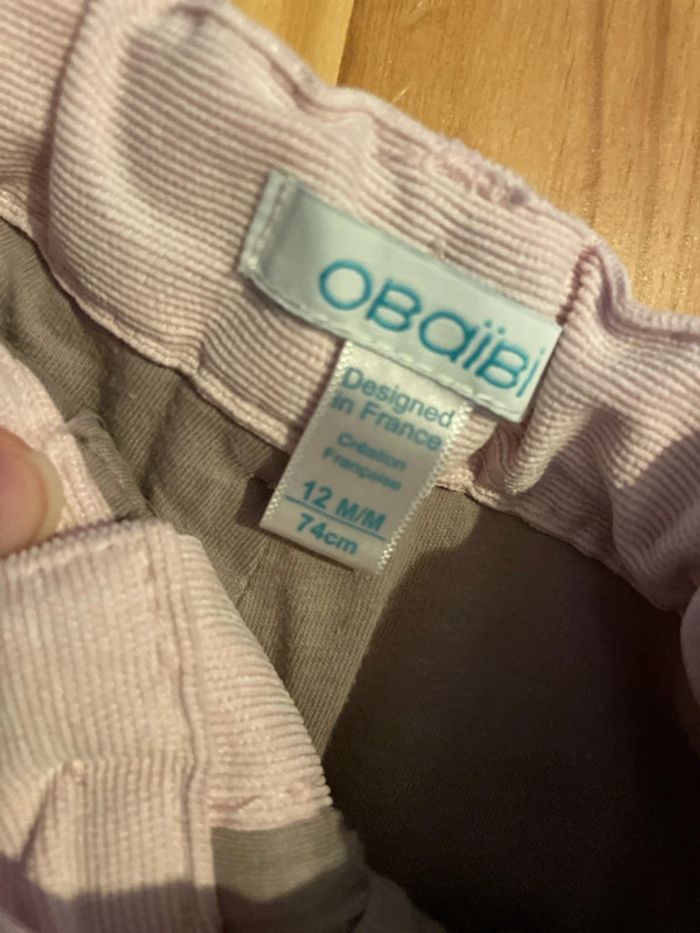 OBaïBi
Designed
in France
Création
Française
12 M/M
74cm